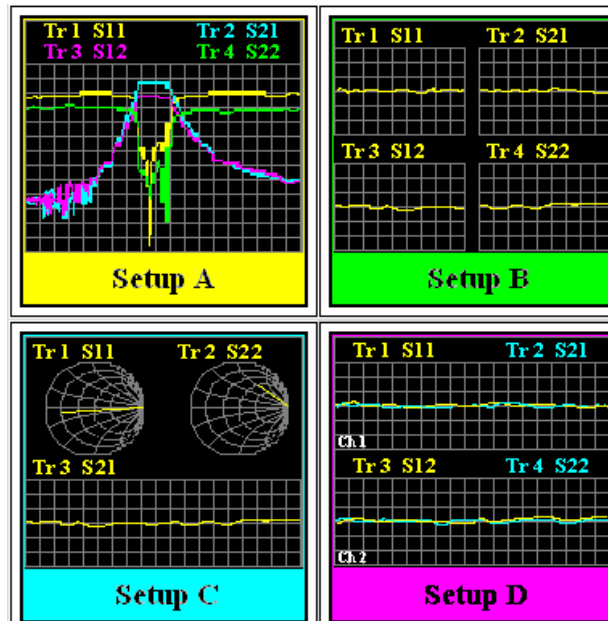 Tr 1 S11 Tr 2 S21
Tr 3 S12 Tr 4 S22
Setup A
Tr 1 S11 Tr 2 S21
Tr 3 S12 Tr 4 S22
Setup B
Tr 1 S11 Tr 2 S22
Tr 3 S21
Setup C
Tr 1 S11 Tr 2 S21
Ch1
Tr 3 S12 Tr 4 S22
Ch2
Setup D